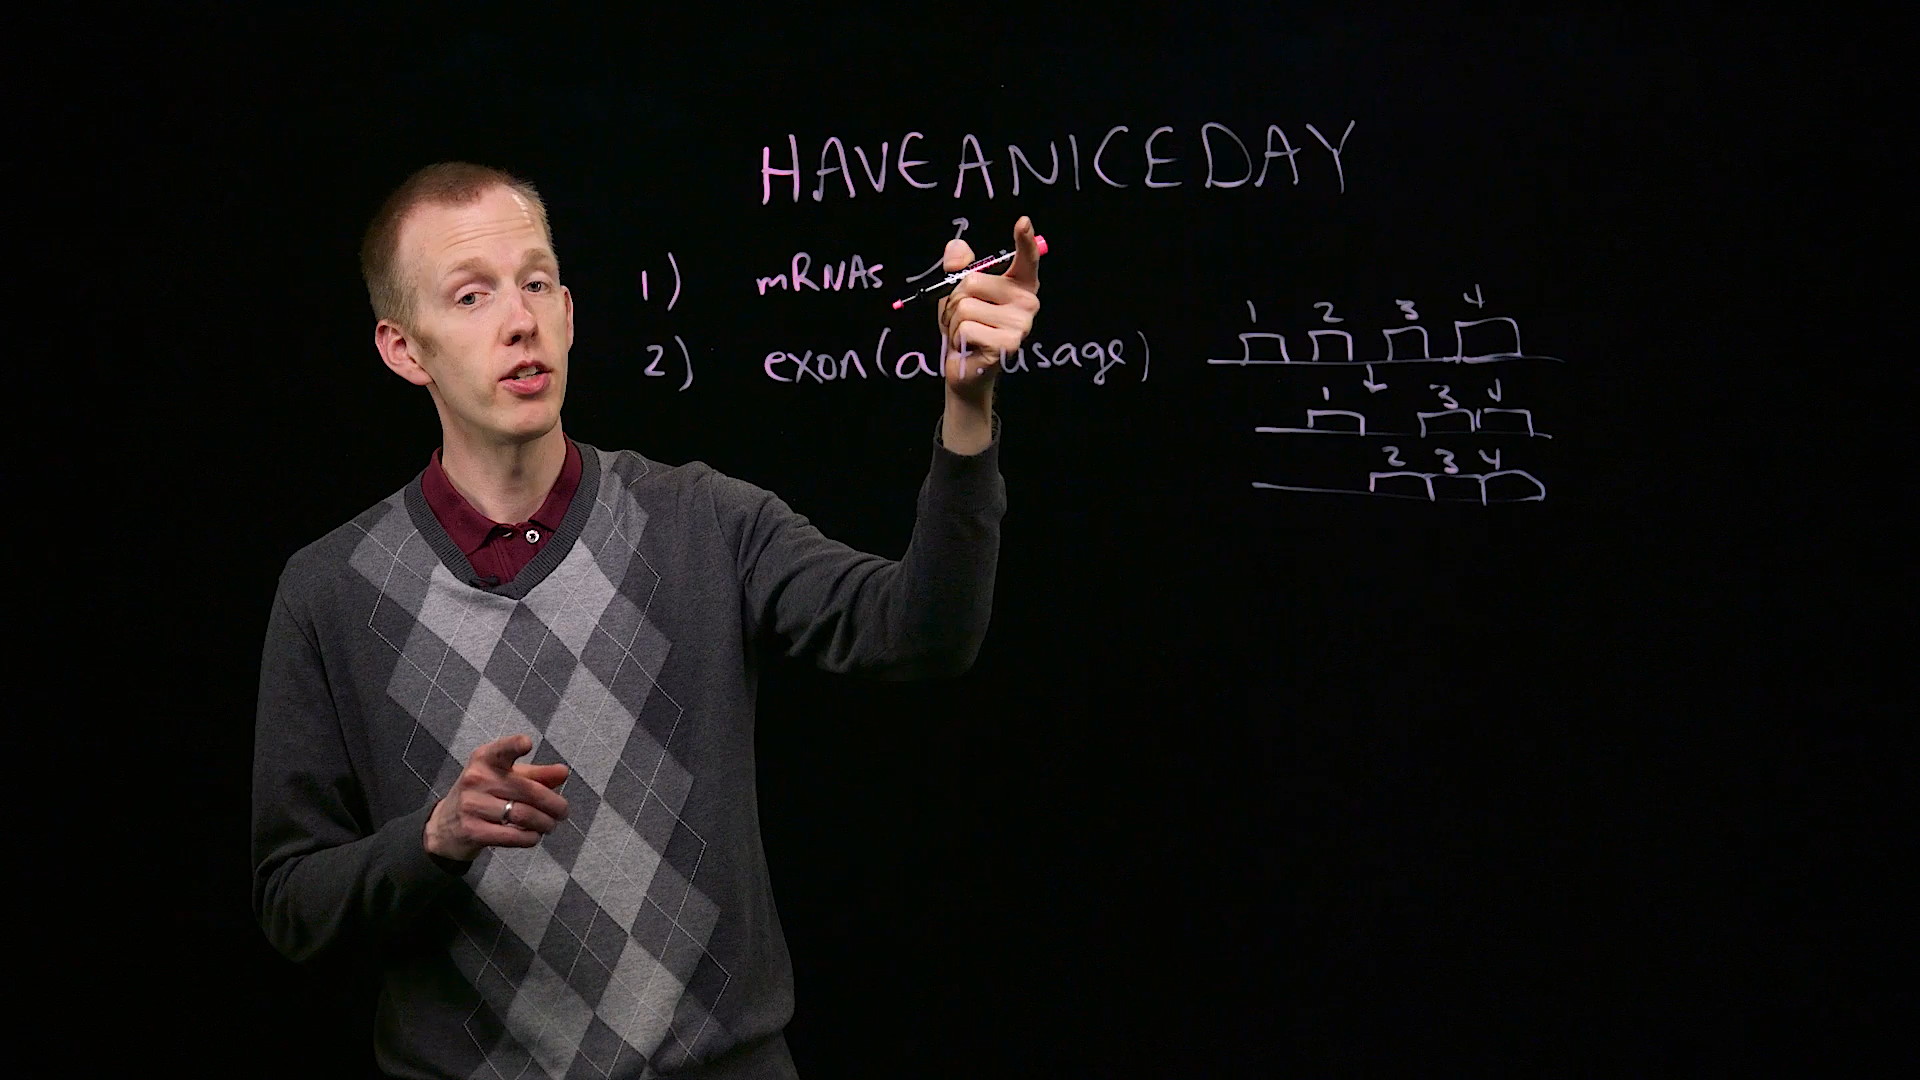 HAVEANICEDAY
1) mRNAs
2) exon (alt. usage)
1 2 3 4
1 3 4
2 3 4